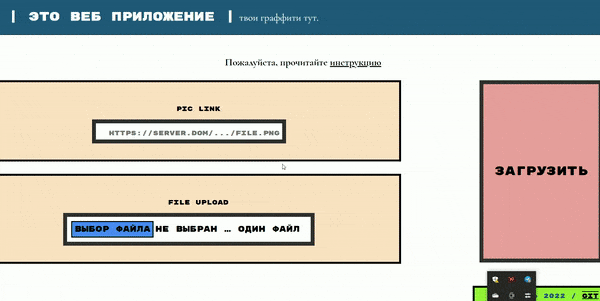 | ЭТО ВЕБ ПРИЛОЖЕНИЕ | твои граффити тут.
Пожалуйста, прочитайте инструкцию
PIC LINK
HTTPS://SERVER.DOM/.../FILE.PNG
ЗАГРУЗИТЬ
FILE UPLOAD
ВЫБОР ФАЙЛА НЕ ВЫБРАН … ОДИН ФАЙЛ
2022 / GIT